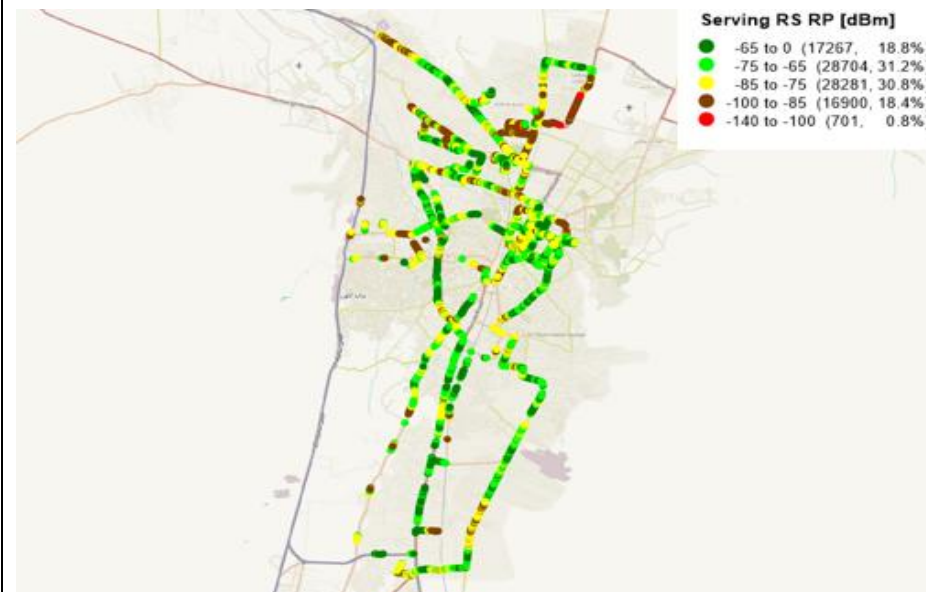 Serving RS RP [dBm]
-65 to 0 (17267, 18.8%
-75 to -65 (28704, 31.2%
-85 to -75 (28281, 30.8%
-100 to -85 (16900, 18.4%
-140 to -100 (701, 0.8%